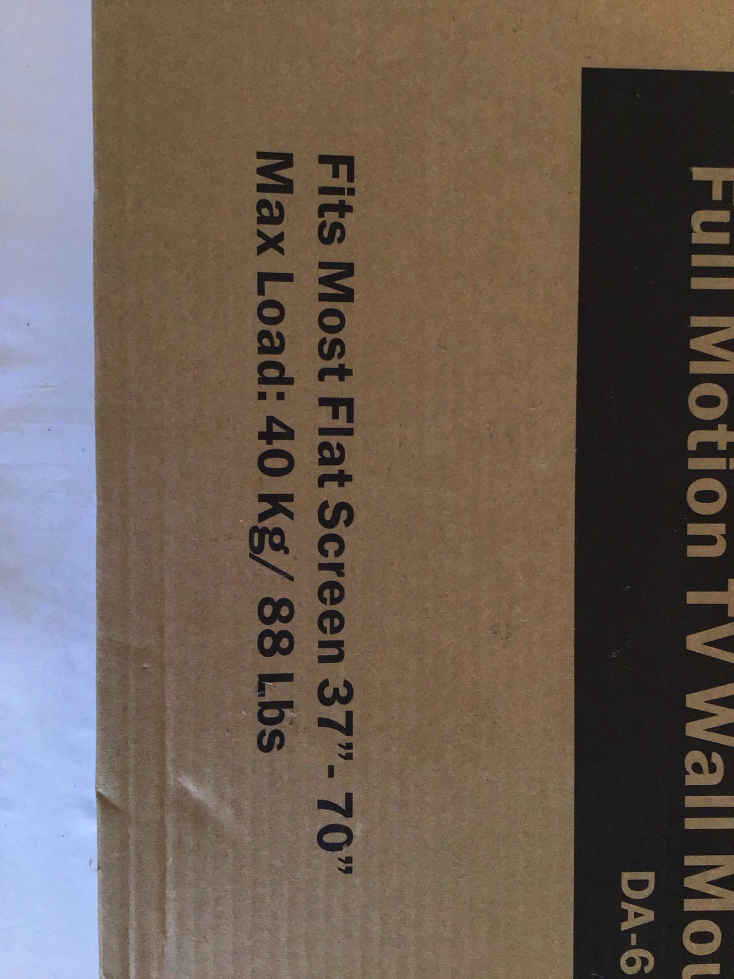 Full Motion TV Wall Mou
DA-6
Fits Most Flat Screen 37”- 70”
Max Load: 40 Kg/ 88 Lbs